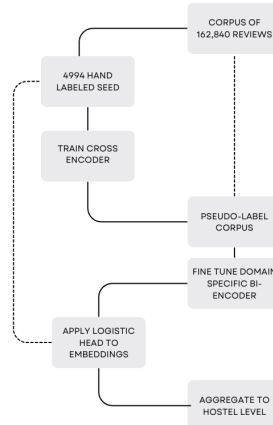 CORPUS OF
162,840 REVIEWS
4994 HAND
LABELED SEED
TRAIN CROSS
ENCODER
PSEUDO-LABEL
CORPUS
FINE TUNE DOMAIN
SPECIFIC BI-
ENCODER
APPLY LOGISTIC
HEAD TO
EMBEDDINGS
AGGREGATE TO
HOSTEL LEVEL